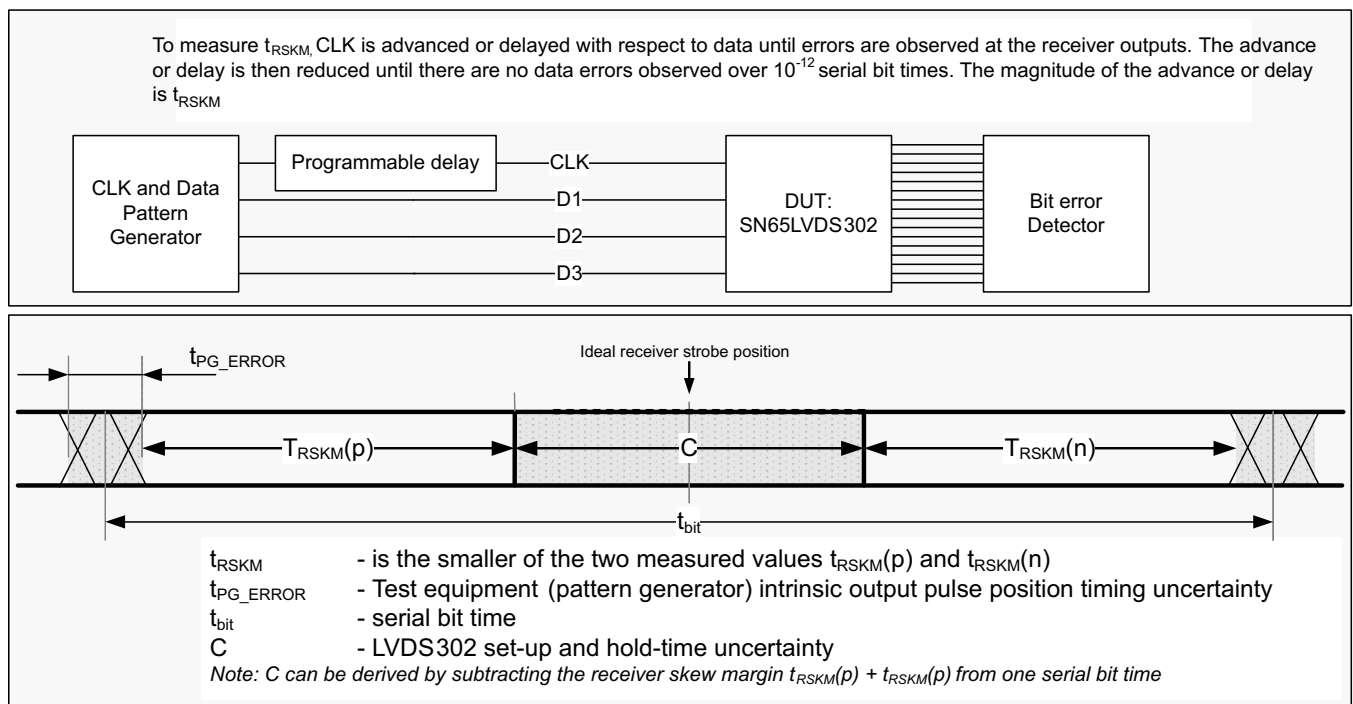 To measure tRSKM, CLK is advanced or delayed with respect to data until errors are observed at the receiver outputs. The advance
or delay is then reduced until there are no data errors observed over 10-12 serial bit times. The magnitude of the advance or delay
is tRSKM
CLK and Data
Pattern
Generator
Programmable delay
CLK
D1
D2
D3
DUT:
SN65LVDS302
Bit error
Detector
tPG_ERROR
Ideal receiver strobe position
TRSKM(p)
C
TRSKM(n)
tbit
tRSKM - is the smaller of the two measured values tRSKM(p) and tRSKM(n)
tPG_ERROR - Test equipment (pattern generator) intrinsic output pulse position timing uncertainty
tbit - serial bit time
C - LVDS302 set-up and hold-time uncertainty
Note: C can be derived by subtracting the receiver skew margin tRSKM(p) + tRSKM(p) from one serial bit time